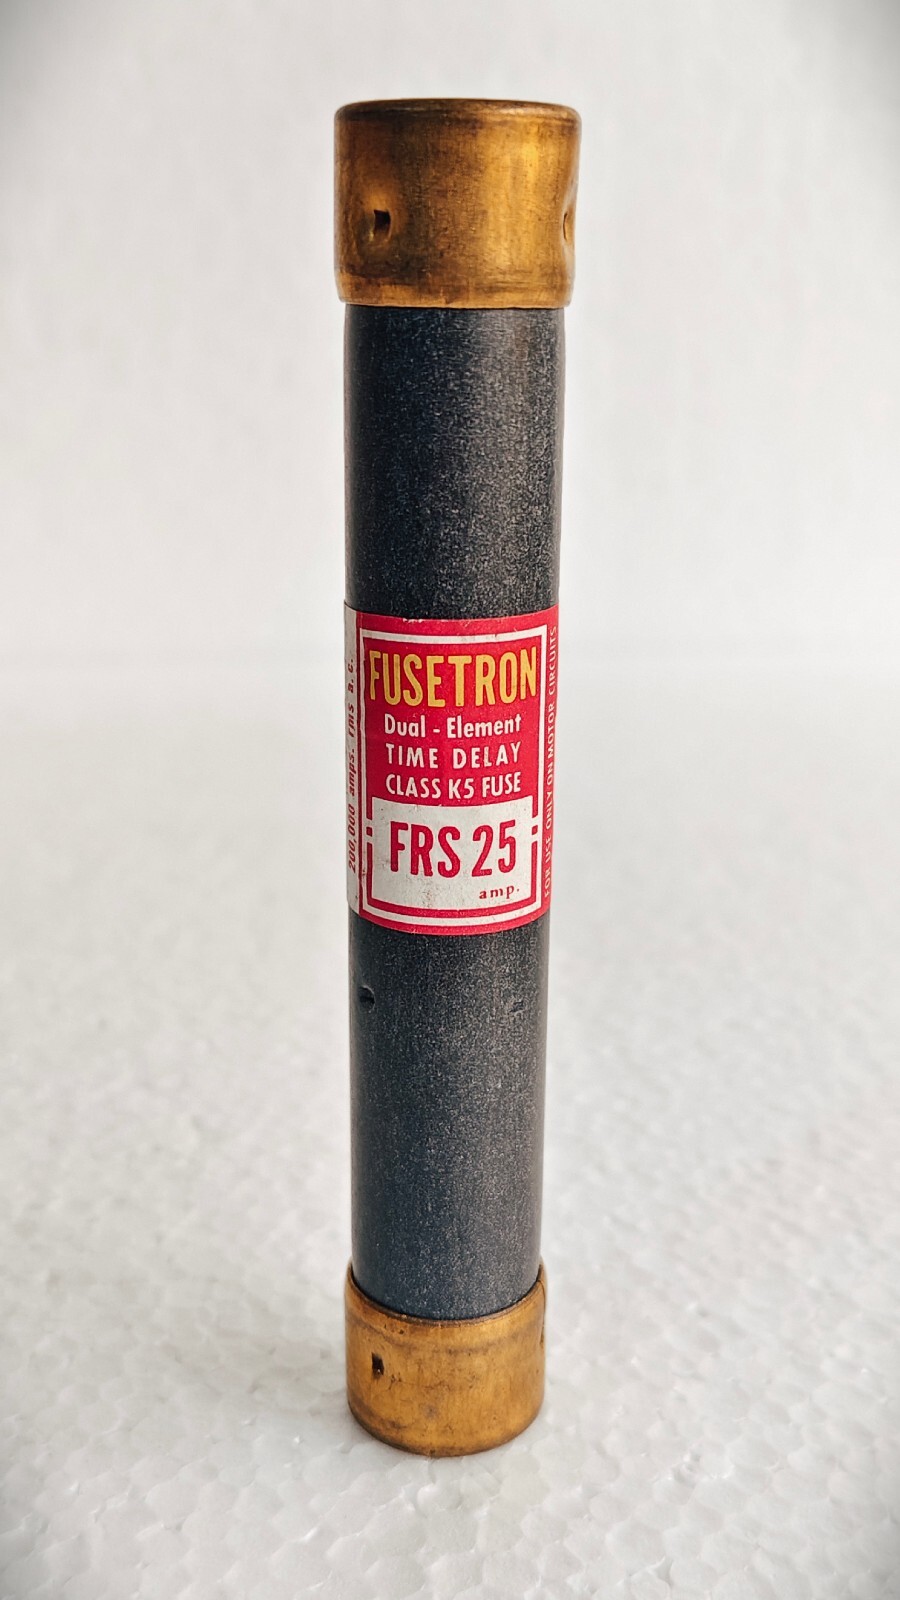 FUSETRON
Dual - Element
TIME DELAY
CLASS K5 FUSE
FRS 25
amp.
200,000 amps. rms a.c.
FOR USE ONLY ON MOTOR CIRCUITS